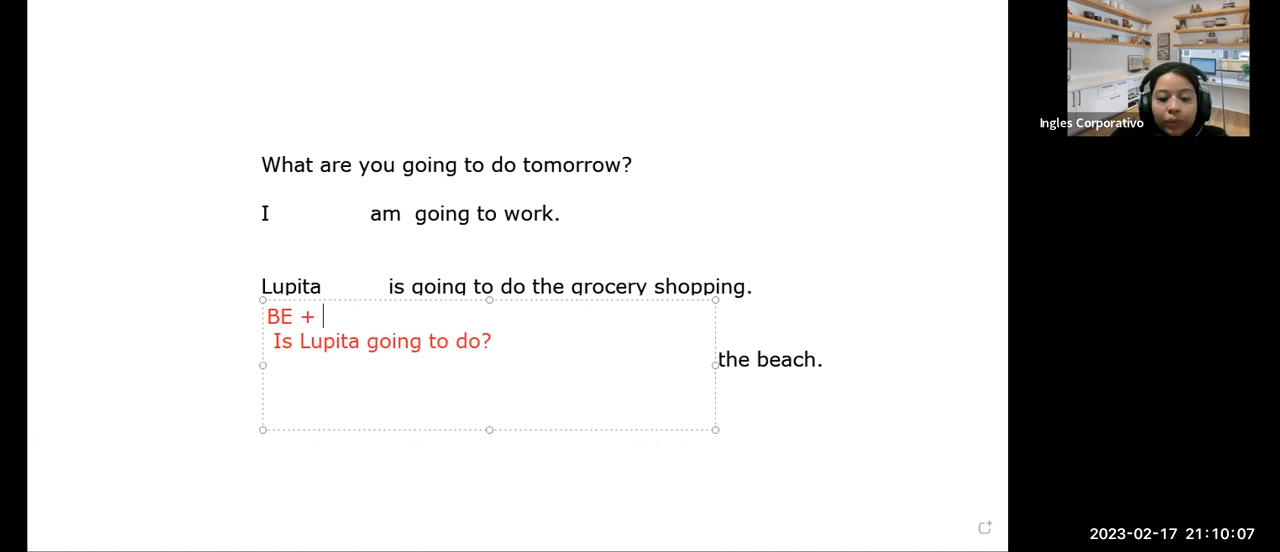 Ingles Corporativo
What are you going to do tomorrow?
I am going to work.
Lupita is going to do the grocery shopping.
BE +
Is Lupita going to do?
the beach.
2023-02-17 21:10:07